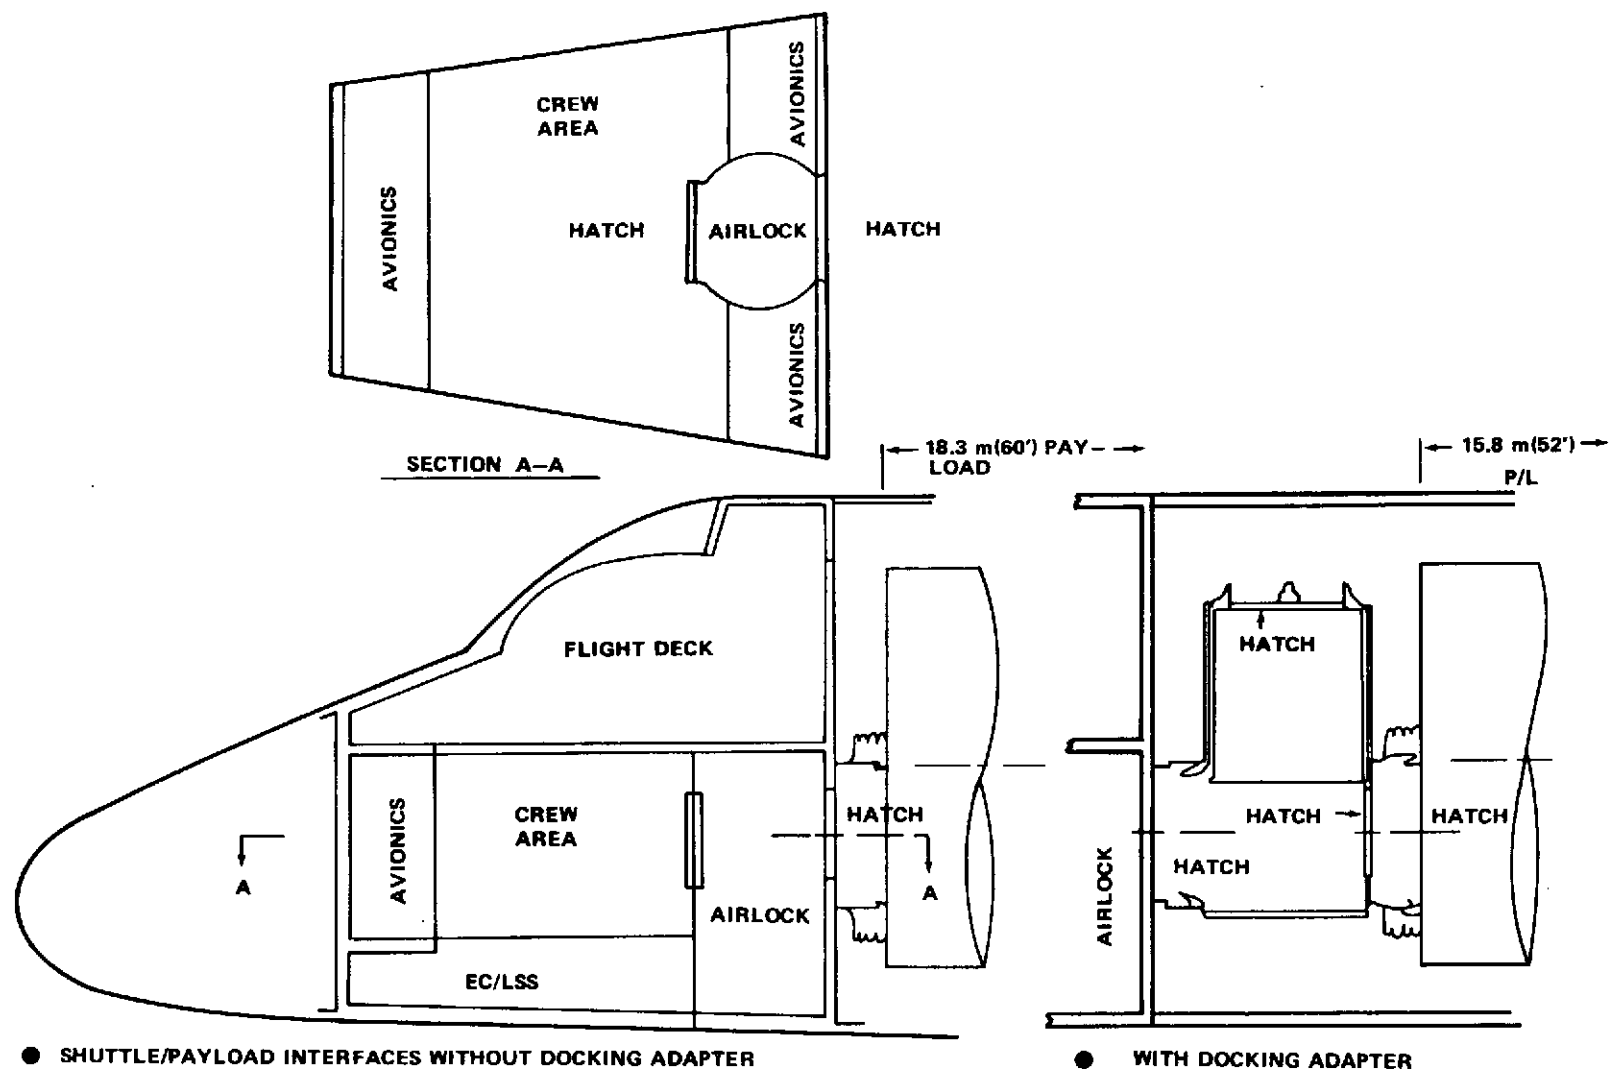 CREW
AREA
AVIONICS
AVIONICS
HATCH
AIRLOCK
HATCH
AVIONICS
SECTION A–A
18.3 m(60') PAY–
LOAD
15.8 m(52')
P/L
FLIGHT DECK
HATCH
CREW
AREA
AVIONICS
HATCH
HATCH
HATCH
HATCH
A
A
AIRLOCK
AIRLOCK
EC/LSS
● SHUTTLE/PAYLOAD INTERFACES WITHOUT DOCKING ADAPTER
● WITH DOCKING ADAPTER